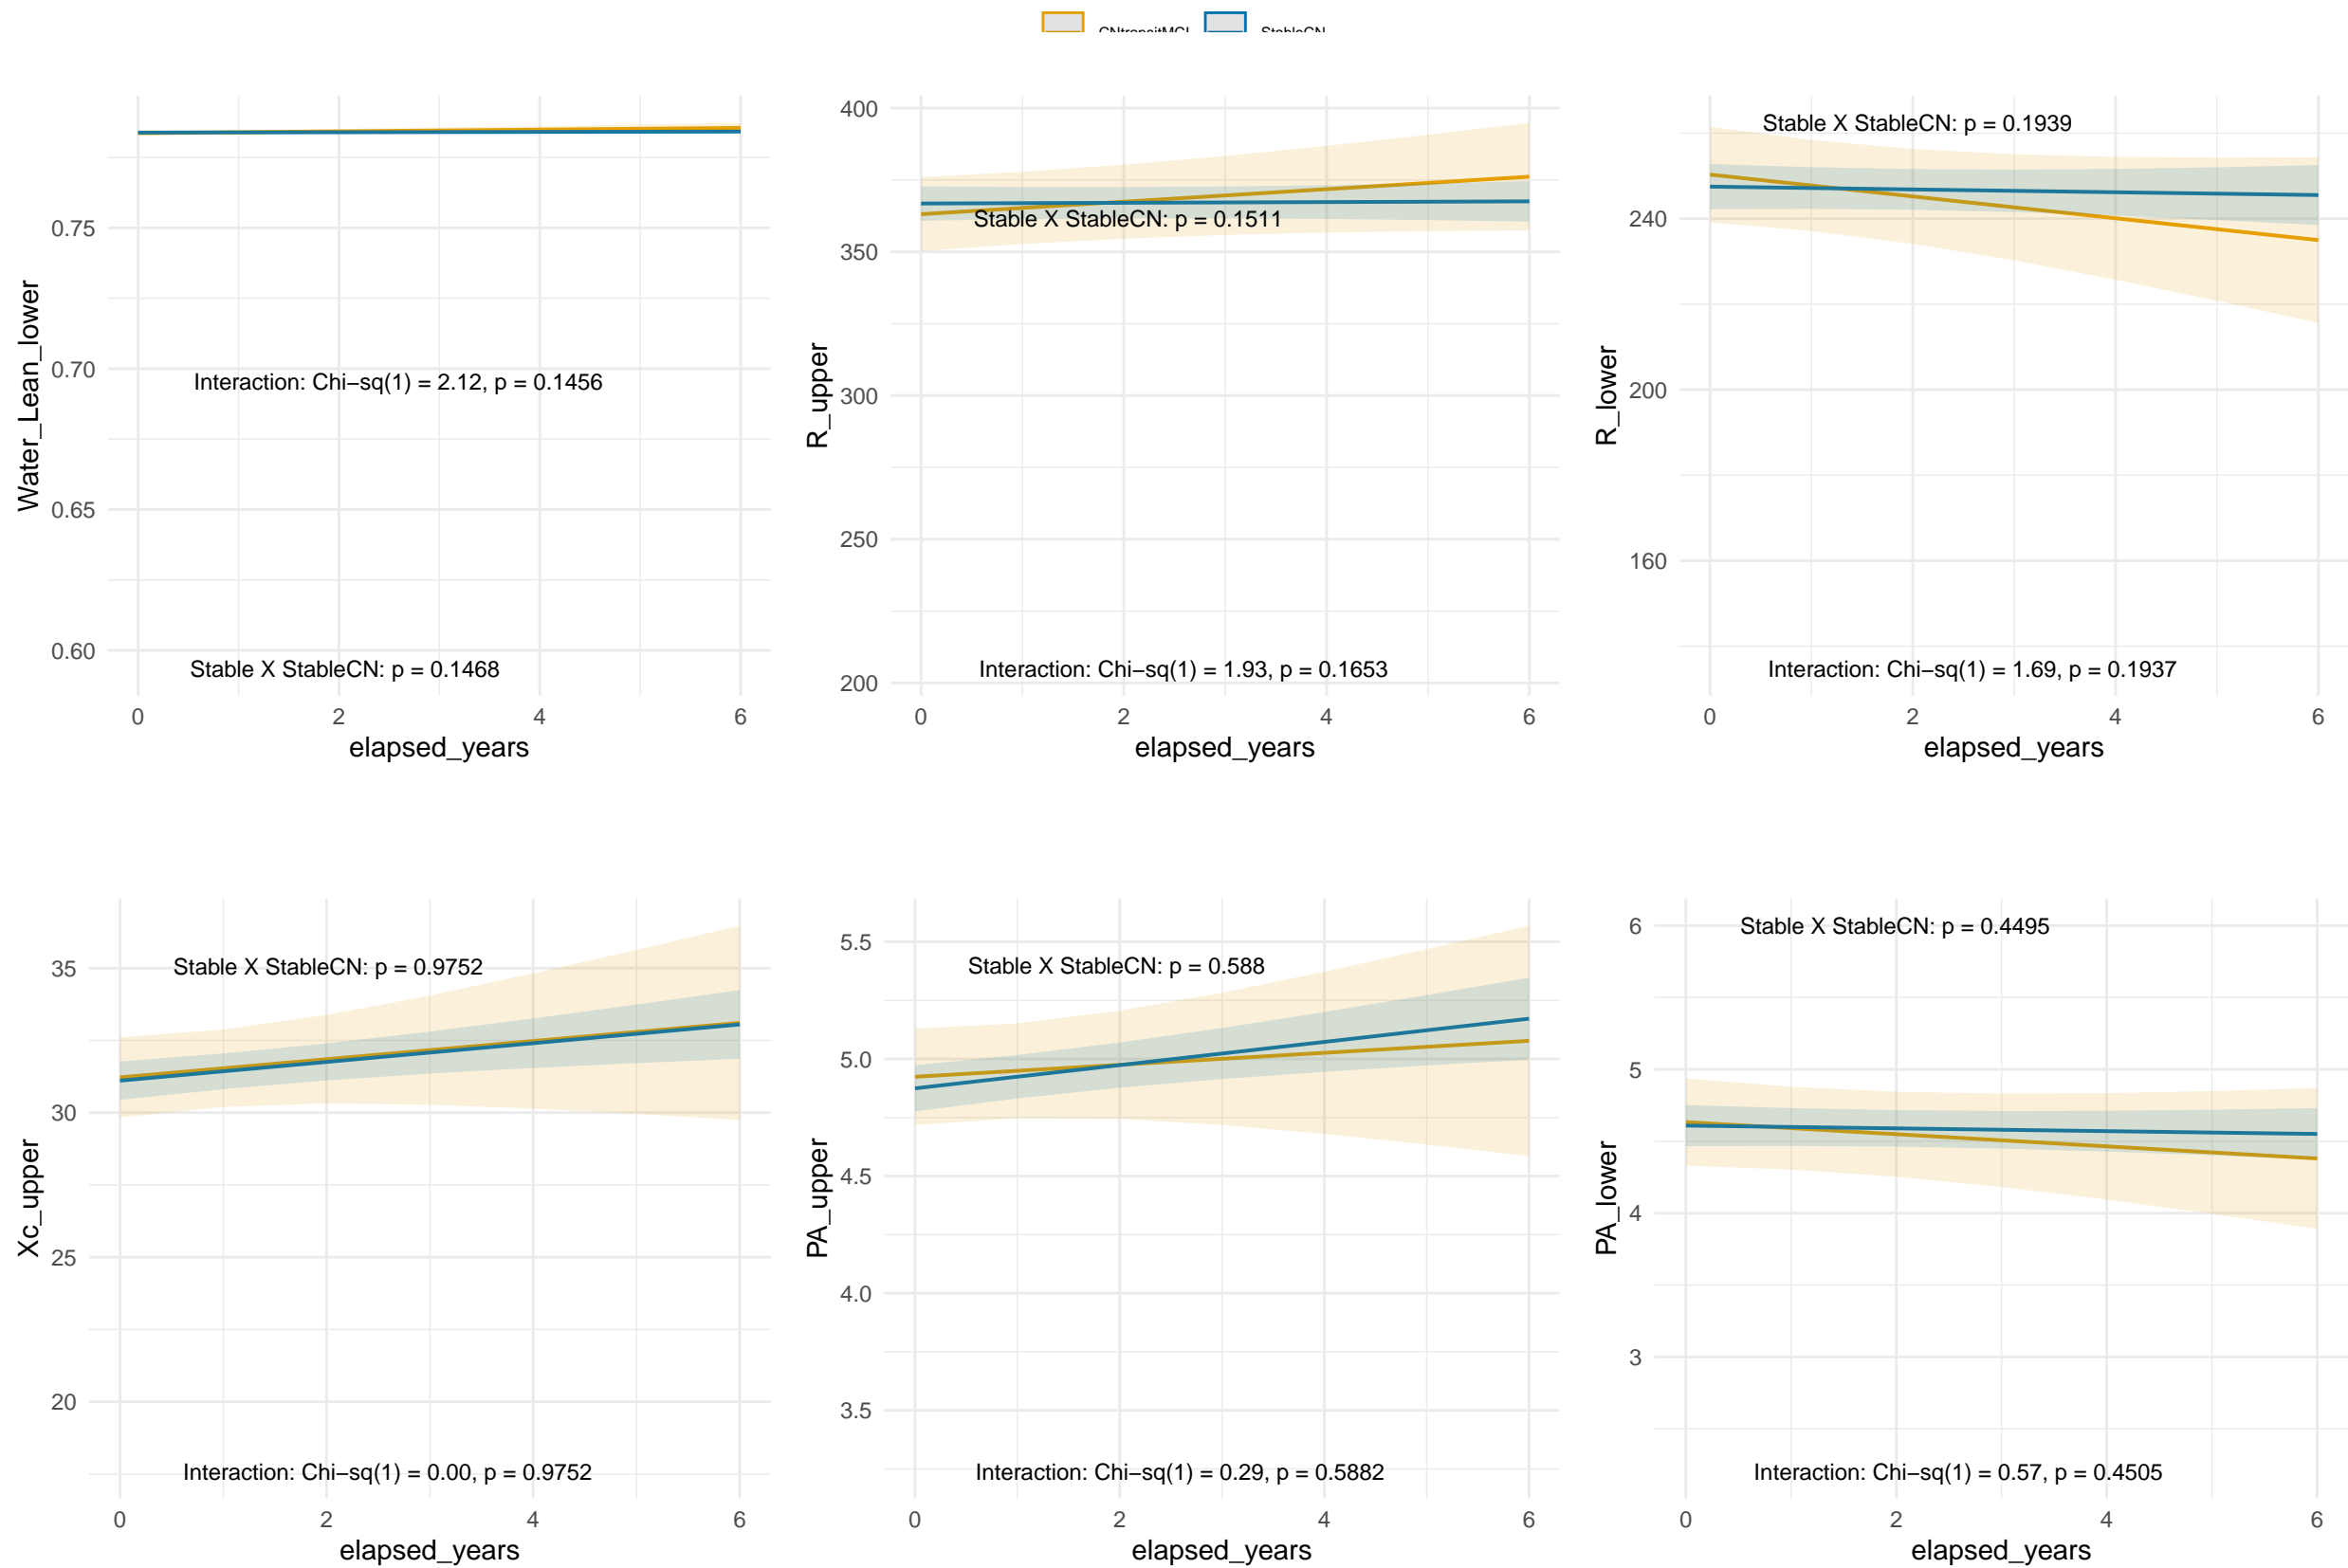 CNtransitMCI StableCN
0.75
0.70
0.65
0.60
Water_Lean_lower
Interaction: Chi−sq(1) = 2.12, p = 0.1456
Stable X StableCN: p = 0.1468
0 2 4 6
elapsed_years
400
350
300
250
200
R_upper
Stable X StableCN: p = 0.1511
Interaction: Chi−sq(1) = 1.93, p = 0.1653
0 2 4 6
elapsed_years
240
200
160
R_lower
Stable X StableCN: p = 0.1939
Interaction: Chi−sq(1) = 1.69, p = 0.1937
0 2 4 6
elapsed_years
35
30
25
20
Xc_upper
Stable X StableCN: p = 0.9752
Interaction: Chi−sq(1) = 0.00, p = 0.9752
0 2 4 6
elapsed_years
5.5
5.0
4.5
4.0
3.5
PA_upper
Stable X StableCN: p = 0.588
Interaction: Chi−sq(1) = 0.29, p = 0.5882
0 2 4 6
elapsed_years
6
5
4
3
PA_lower
Stable X StableCN: p = 0.4495
Interaction: Chi−sq(1) = 0.57, p = 0.4505
0 2 4 6
elapsed_years